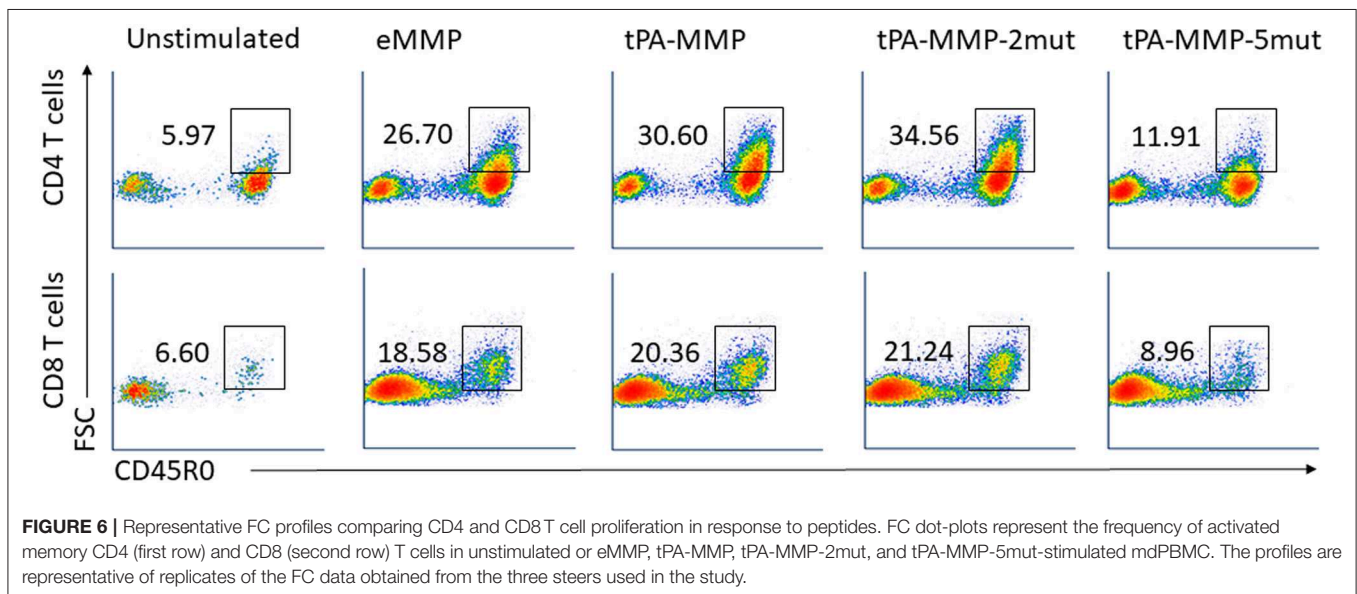 Unstimulated eMMP tPA-MMP tPA-MMP-2mut tPA-MMP-5mut
CD4 T cells
5.97 26.70 30.60 34.56 11.91
CD8 T cells
6.60 18.58 20.36 21.24 8.96
FSC
CD45R0
FIGURE 6 | Representative FC profiles comparing CD4 and CD8 T cell proliferation in response to peptides. FC dot-plots represent the frequency of activated
memory CD4 (first row) and CD8 (second row) T cells in unstimulated or eMMP, tPA-MMP, tPA-MMP-2mut, and tPA-MMP-5mut-stimulated mdPBMC. The profiles are
representative of replicates of the FC data obtained from the three steers used in the study.